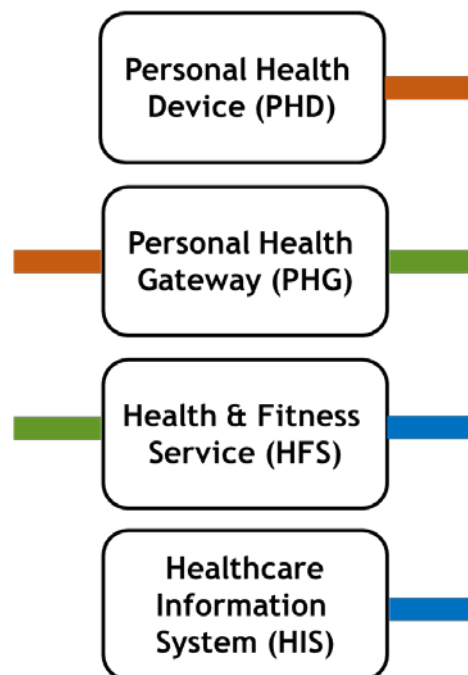 Personal Health
Device (PHD)
Personal Health
Gateway (PHG)
Health & Fitness
Service (HFS)
Healthcare
Information
System (HIS)